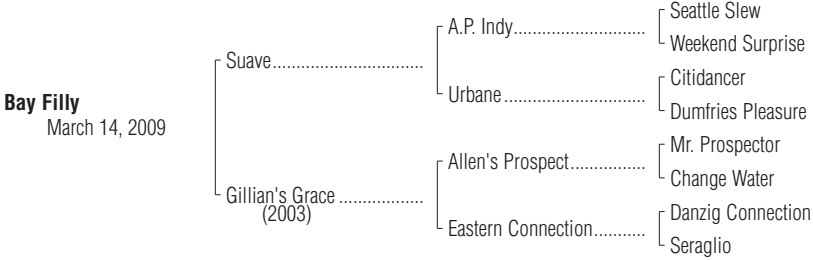 Seattle Slew
A.P. Indy..............................
Weekend Surprise
Suave..................................
Citidancer
Urbane ................................
Dumfries Pleasure
Bay Filly
March 14, 2009
Mr. Prospector
Allen's Prospect.................
Change Water
Gillian's Grace ...................
(2003)
Danzig Connection
Eastern Connection...........
Seraglio